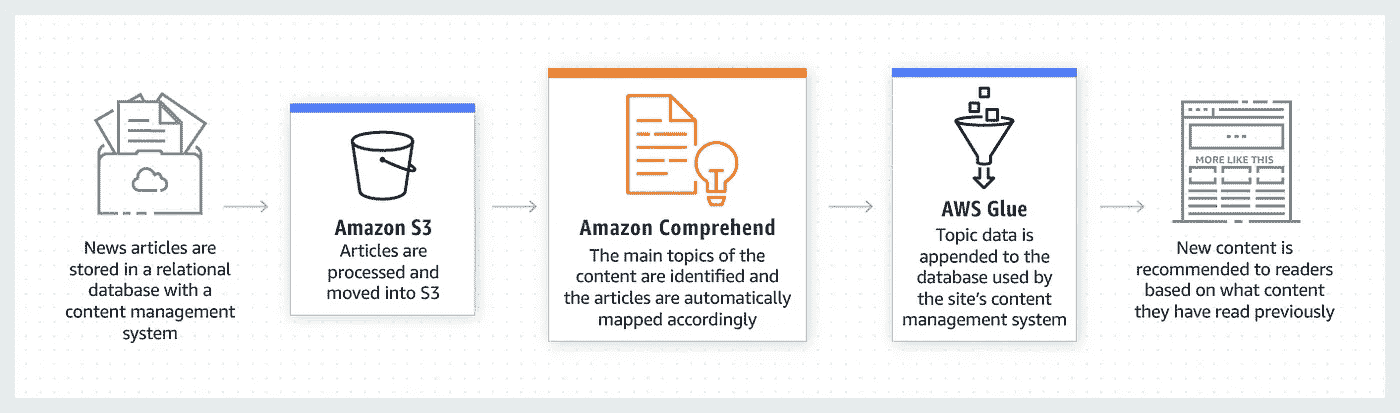 News articles are
stored in a relational
database with a
content management
system
Amazon S3
Articles are
processed and
moved into S3
Amazon Comprehend
The main topics of the
content are identified and
the articles are automatically
mapped accordingly
AWS Glue
Topic data is
appended to the
database used by
the site’s content
management system
MORE LIKE THIS
New content is
recommended to readers
based on what content
they have read previously